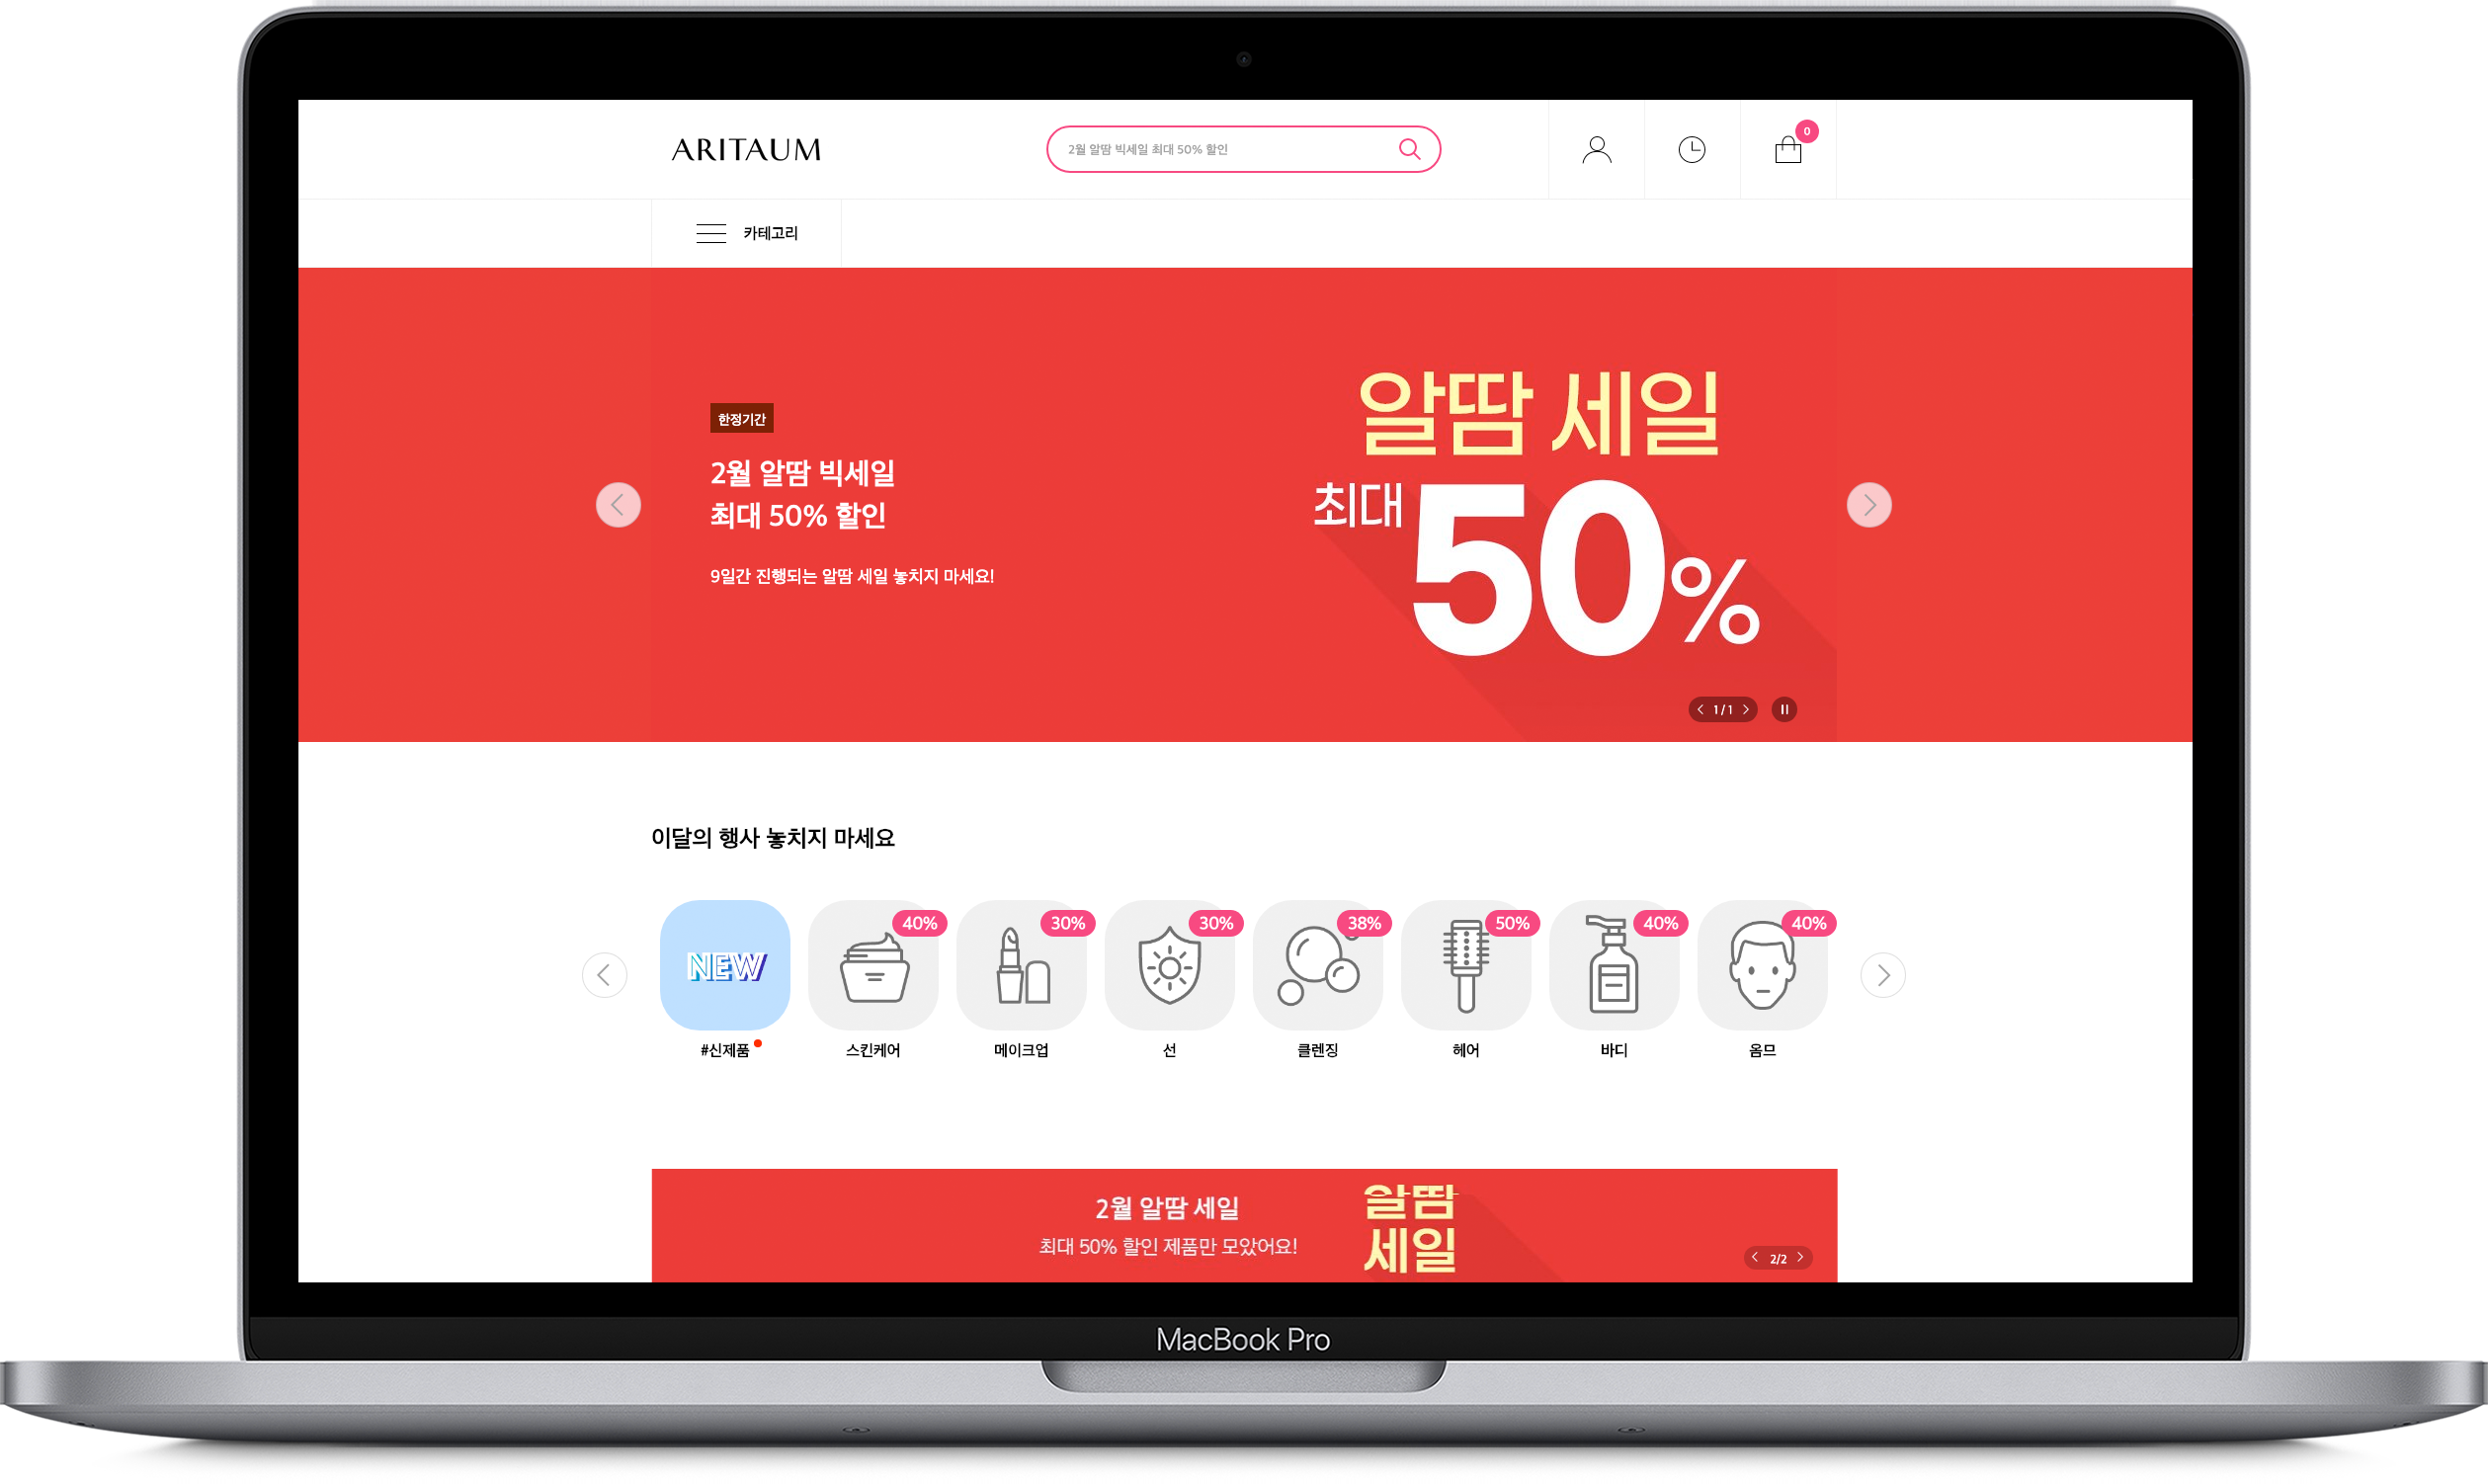 ARITAUM
2월 알땀 빅세일 최대 50% 할인
0
카테고리
한정기간
2월 알땀 빅세일
최대 50% 할인
9일간 진행되는 알땀 세일 놓치지 마세요!
알땀 세일
최대 50%
1/1
이달의 행사 놓치지 마세요
NEW
40%
30%
30%
38%
50%
40%
40%
#신제품
스킨케어
메이크업
선
클렌징
헤어
바디
옴므
2월 알땀 세일
최대 50% 할인 제품만 모았어요!
알땀
세일
2/2
MacBook Pro